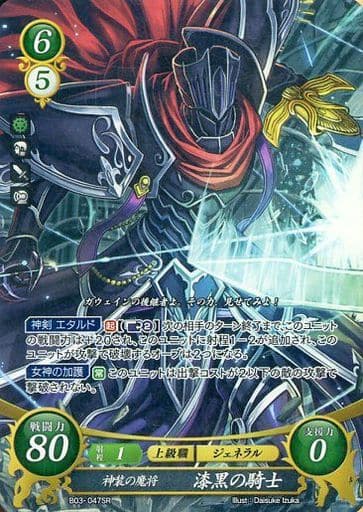 6
5
ガウェインの後継者よ、その力、見せてみよ!
神剣 エタルド 起【2】次の相手のターン終了まで、このユニット
の戦闘力は+20され、このユニットに射程1-2が追加され、この
ユニットが攻撃で破壊するオーブは2つになる。
女神の加護 常 このユニットは出撃コストが2以下の敵の攻撃で
撃破されない。
戦闘力
80
射程 1 上級職 ジェネラル
支援力
0
神装の魔将 漆黒の騎士
B03-047SR Illust : Daisuke Izuka